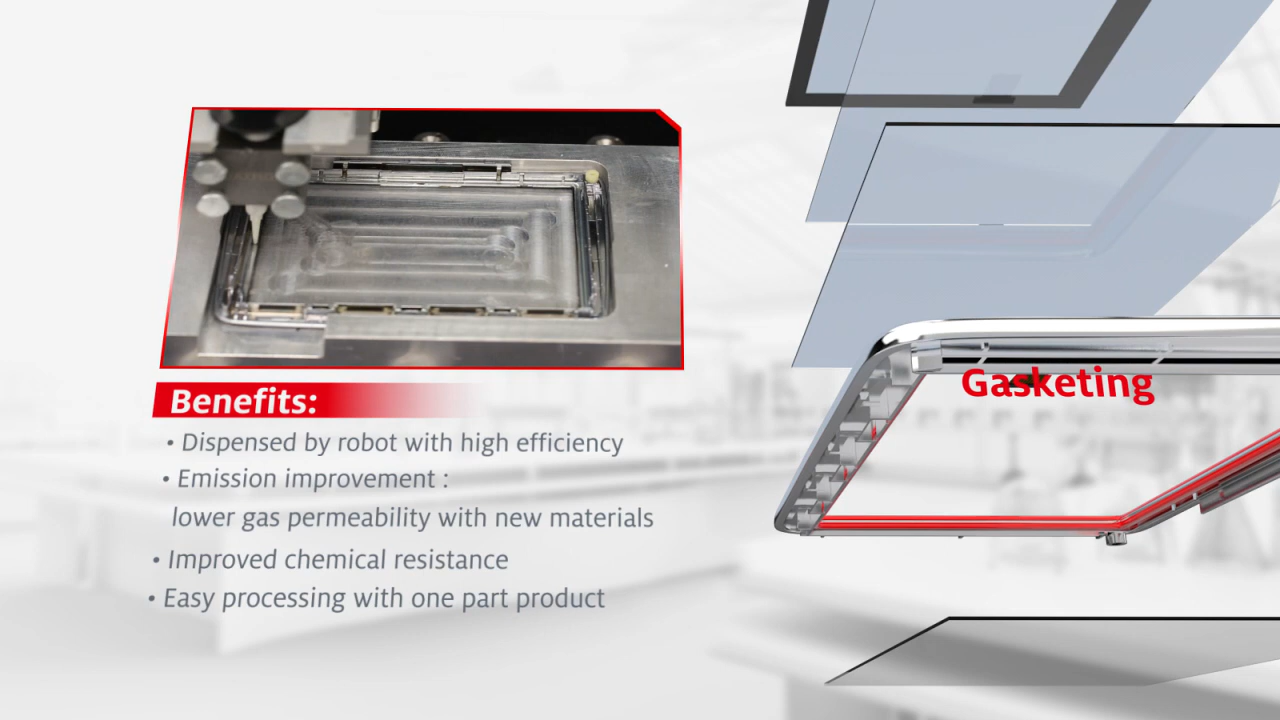 Benefits:
• Dispensed by robot with high efficiency
• Emission improvement :
lower gas permeability with new materials
• Improved chemical resistance
• Easy processing with one part product
Gasketing